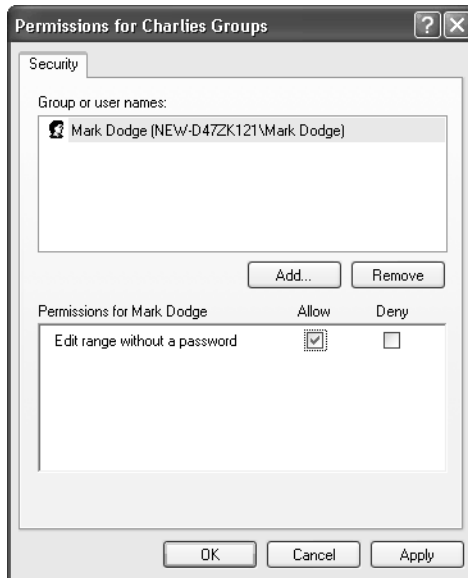 Permissions for Charlies Groups
Security
Group or user names:
Mark Dodge (NEW-D47ZK121\Mark Dodge)
Add... Remove
Permissions for Mark Dodge Allow Deny
Edit range without a password
OK Cancel Apply